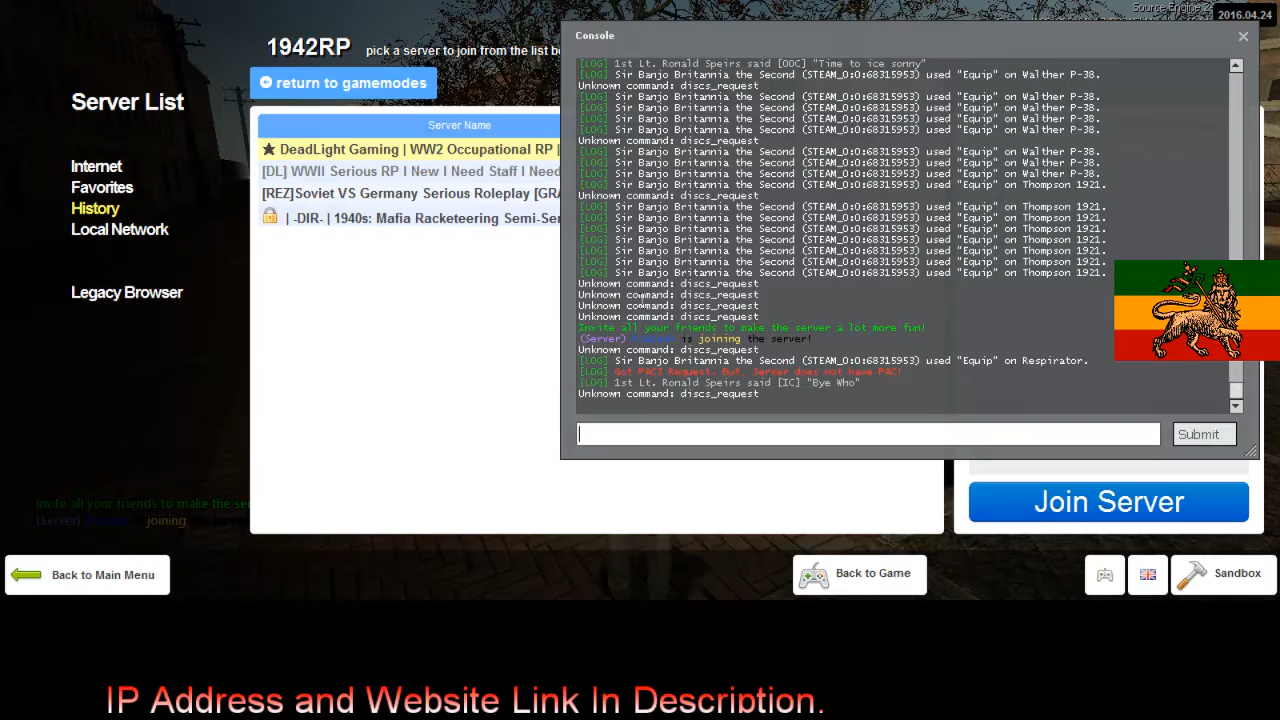 Source Engine
2016.04.24
1942RP pick a server to join from the list be
return to gamemodes
Server List
Internet
Favorites
History
Local Network
Legacy Browser
Server Name
DeadLight Gaming | WW2 Occupational RP |
[DL] WWII Serious RP I New I Need Staff I Need
[REZ]Soviet VS Germany Serious Roleplay [GRA
| -DIR- | 1940s: Mafia Racketeering Semi-Ser
Console
[LOG] 1st Lt. Ronald Speirs said [OOC] "Time to ice sonny"
[LOG] Sir Banjo Britannia the Second (STEAM_0:0:68315953) used "Equip" on Walther P-38.
Unknown command: discs_request
[LOG] Sir Banjo Britannia the Second (STEAM_0:0:68315953) used "Equip" on Walther P-38.
[LOG] Sir Banjo Britannia the Second (STEAM_0:0:68315953) used "Equip" on Walther P-38.
[LOG] Sir Banjo Britannia the Second (STEAM_0:0:68315953) used "Equip" on Walther P-38.
[LOG] Sir Banjo Britannia the Second (STEAM_0:0:68315953) used "Equip" on Walther P-38.
Unknown command: discs_request
[LOG] Sir Banjo Britannia the Second (STEAM_0:0:68315953) used "Equip" on Walther P-38.
[LOG] Sir Banjo Britannia the Second (STEAM_0:0:68315953) used "Equip" on Walther P-38.
[LOG] Sir Banjo Britannia the Second (STEAM_0:0:68315953) used "Equip" on Walther P-38.
[LOG] Sir Banjo Britannia the Second (STEAM_0:0:68315953) used "Equip" on Thompson 1921.
Unknown command: discs_request
[LOG] Sir Banjo Britannia the Second (STEAM_0:0:68315953) used "Equip" on Thompson 1921.
[LOG] Sir Banjo Britannia the Second (STEAM_0:0:68315953) used "Equip" on Thompson 1921.
[LOG] Sir Banjo Britannia the Second (STEAM_0:0:68315953) used "Equip" on Thompson 1921.
[LOG] Sir Banjo Britannia the Second (STEAM_0:0:68315953) used "Equip" on Thompson 1921.
[LOG] Sir Banjo Britannia the Second (STEAM_0:0:68315953) used "Equip" on Thompson 1921.
[LOG] Sir Banjo Britannia the Second (STEAM_0:0:68315953) used "Equip" on Thompson 1921.
[LOG] Sir Banjo Britannia the Second (STEAM_0:0:68315953) used "Equip" on Thompson 1921.
Unknown command: discs_request
Unknown command: discs_request
Unknown command: discs_request
Unknown command: discs_request
Invite all your friends to make the server a lot more fun!
(Server) is joining the server!
Unknown command: discs_request
[LOG] Sir Banjo Britannia the Second (STEAM_0:0:68315953) used "Equip" on Respirator.
[LOG] Got PAC3 Request. But, Server does not have PAC!
[LOG] 1st Lt. Ronald Speirs said [IC] "Bye Who"
Unknown command: discs_request
Submit
Invite all your friends to make the ser
(Server) joining
Join Server
Back to Main Menu
Back to Game
Sandbox
IP Address and Website Link In Description.